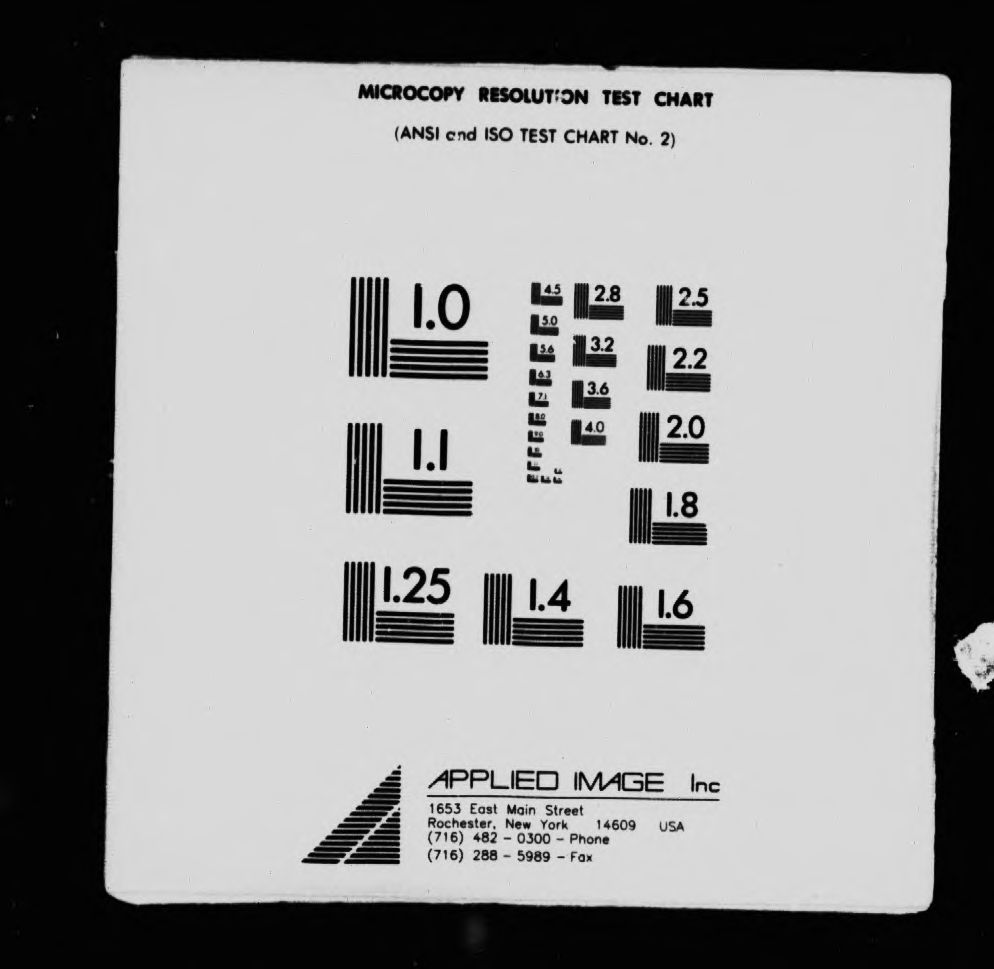 MICROCOPY RESOLUTION TEST CHART
(ANSI and ISO TEST CHART No. 2)
1.0
4.5
2.8
2.5
5.0
5.6
3.2
2.2
6.3
3.6
7.1
8.0
4.0
2.0
9.0
1.1
1.8
1.25
1.4
1.6
APPLIED IMAGE Inc
1653 East Main Street
Rochester, New York 14609 USA
(716) 482 - 0300 - Phone
(716) 288 - 5989 - Fax